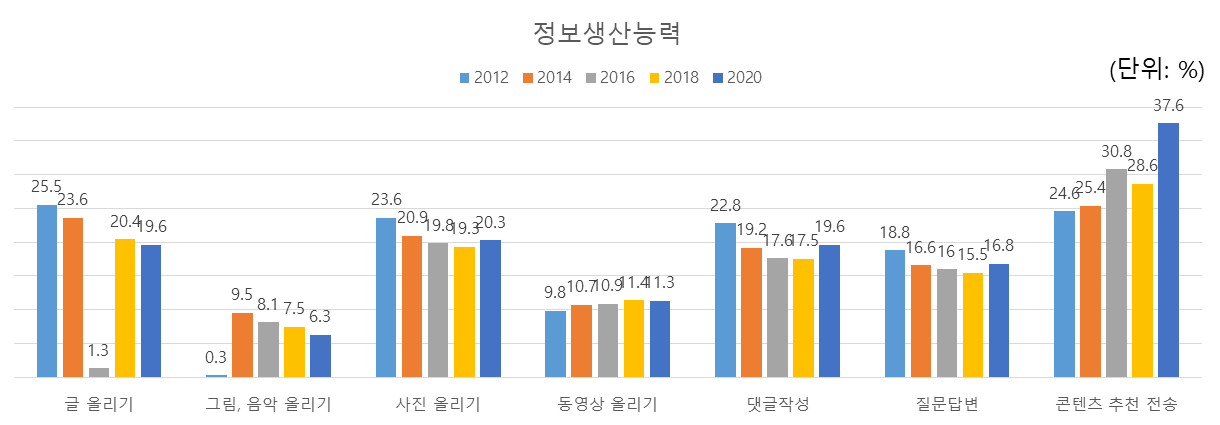 정보생산능력
2012 2014 2016 2018 2020
(단위: %)
25.5 23.6 1.3 20.4 19.6
0.3 9.5 8.1 7.5 6.3
23.6 20.9 19.8 19.3 20.3
9.8 10.7 10.9 11.4 11.3
22.8 19.2 17.6 17.5 19.6
18.8 16.6 16 15.5 16.8
24.6 25.4 30.8 28.6 37.6
글 올리기 그림, 음악 올리기 사진 올리기 동영상 올리기 댓글작성 질문답변 콘텐츠 추천 전송